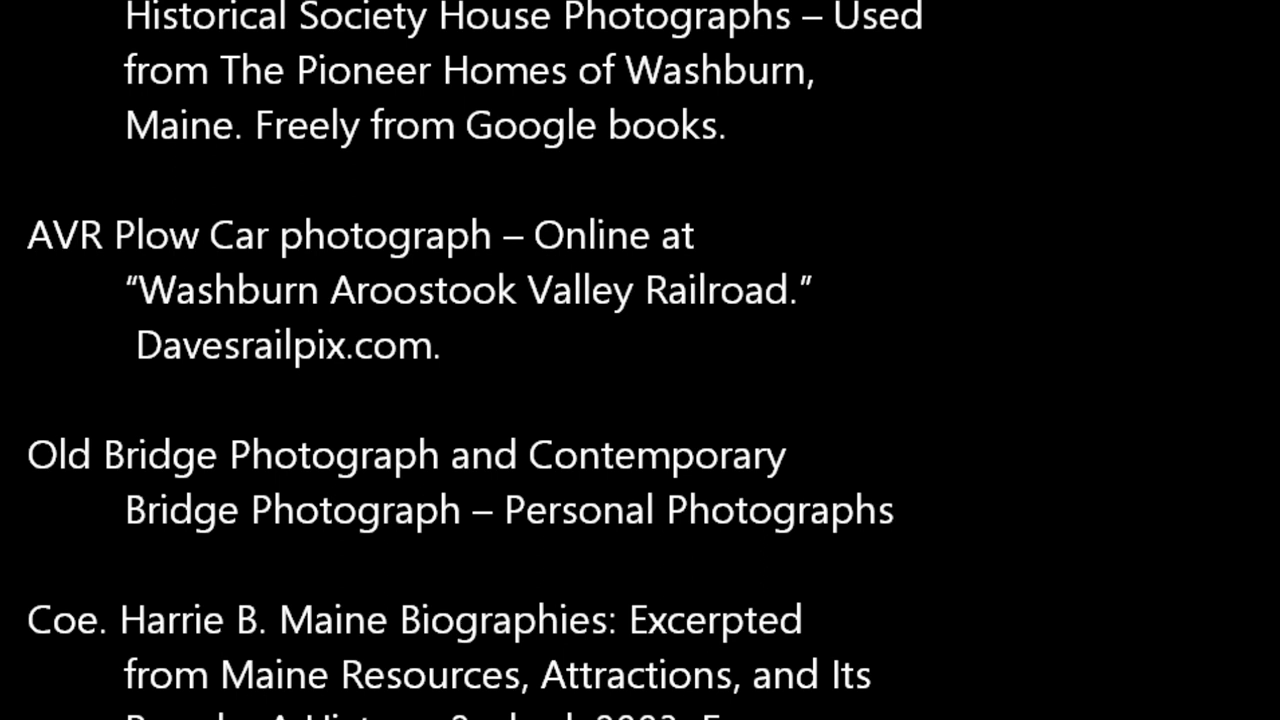 Historical Society House Photographs – Used
from The Pioneer Homes of Washburn,
Maine. Freely from Google books.
AVR Plow Car photograph – Online at
“Washburn Aroostook Valley Railroad.”
Davesrailpix.com.
Old Bridge Photograph and Contemporary
Bridge Photograph – Personal Photographs
Coe. Harrie B. Maine Biographies: Excerpted
from Maine Resources, Attractions, and Its